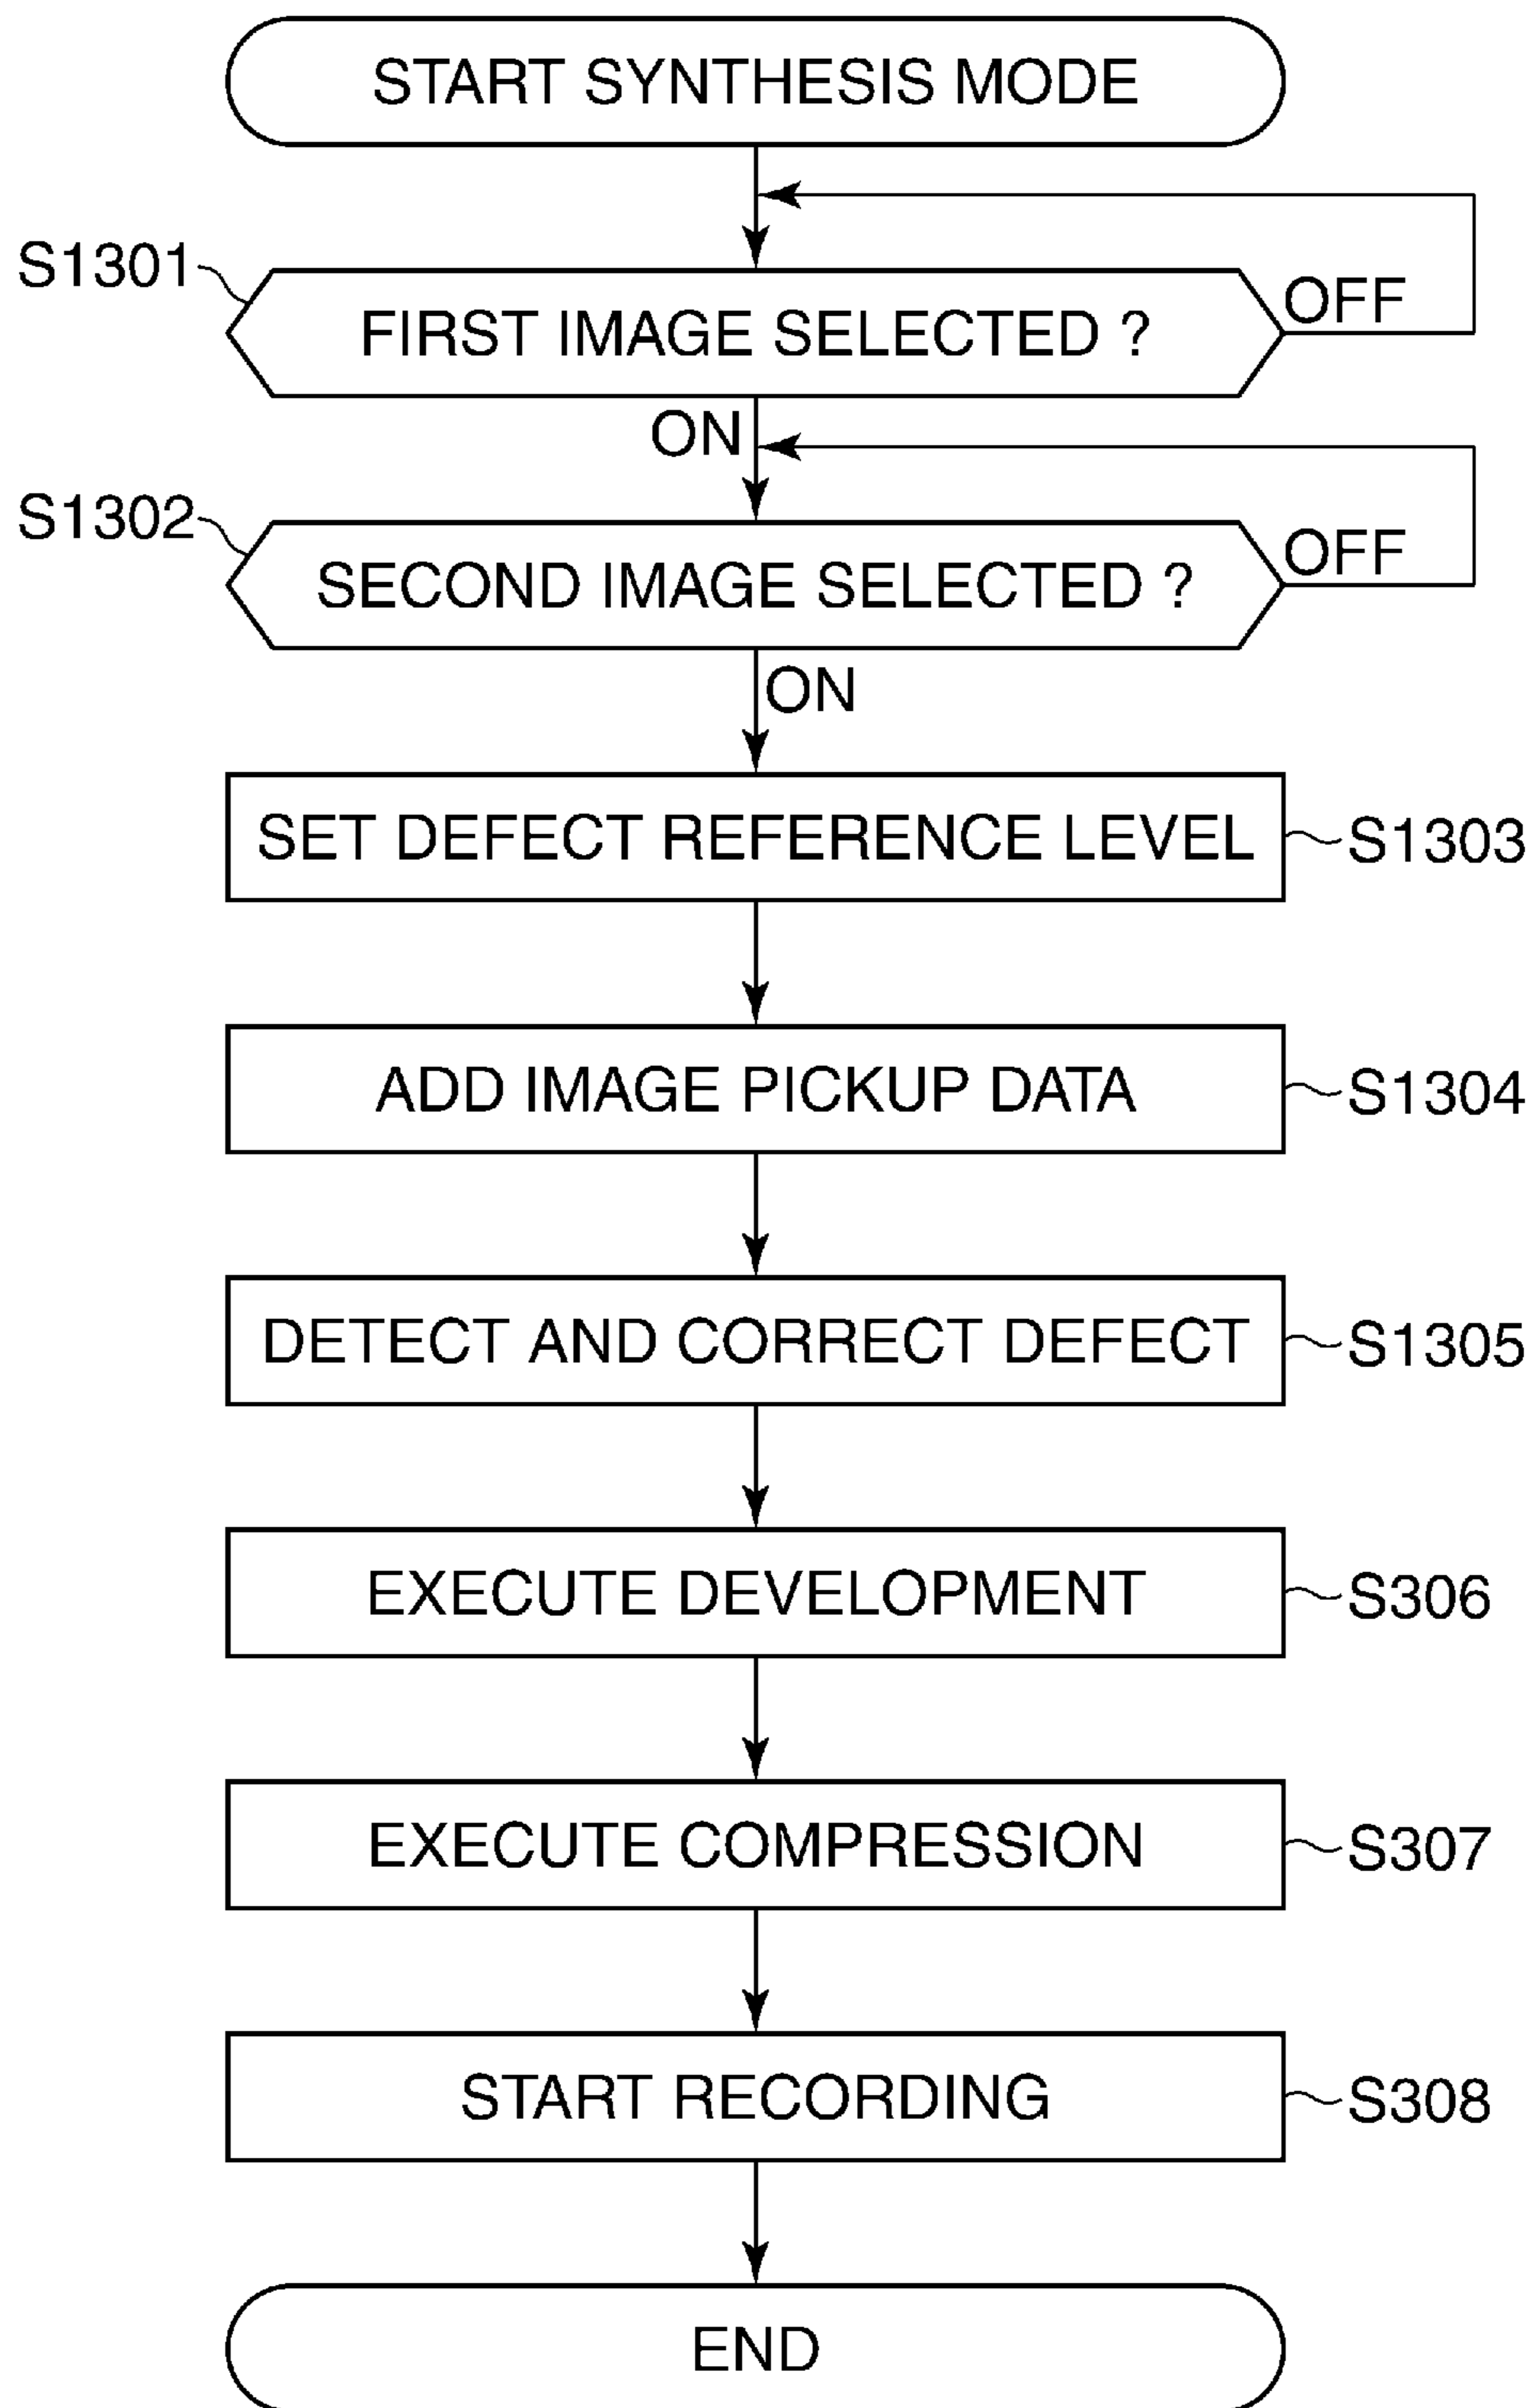 START SYNTHESIS MODE
S1301
FIRST IMAGE SELECTED ?
OFF
ON
S1302
SECOND IMAGE SELECTED ?
OFF
ON
SET DEFECT REFERENCE LEVEL
S1303
ADD IMAGE PICKUP DATA
S1304
DETECT AND CORRECT DEFECT
S1305
EXECUTE DEVELOPMENT
S306
EXECUTE COMPRESSION
S307
START RECORDING
S308
END